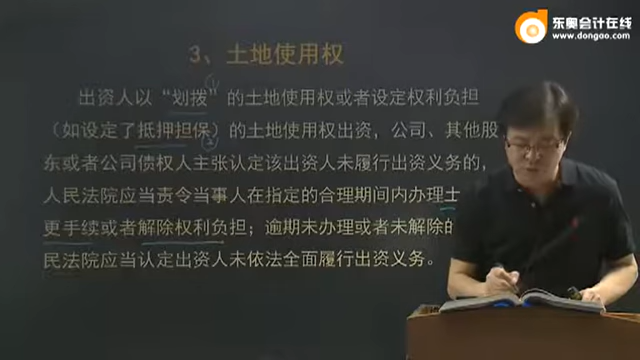 东奥会计在线
www.dongao.com
3、土地使用权
①
出资人以“划拨”的土地使用权或者设定权利负担
（如设定了抵押担保）的土地使用权出资，公司、其他股
②
东或者公司债权人主张认定该出资人未履行出资义务的，
人民法院应当责令当事人在指定的合理期间内办理土
更手续或者解除权利负担；逾期未办理或者未解除的
民法院应当认定出资人未依法全面履行出资义务。